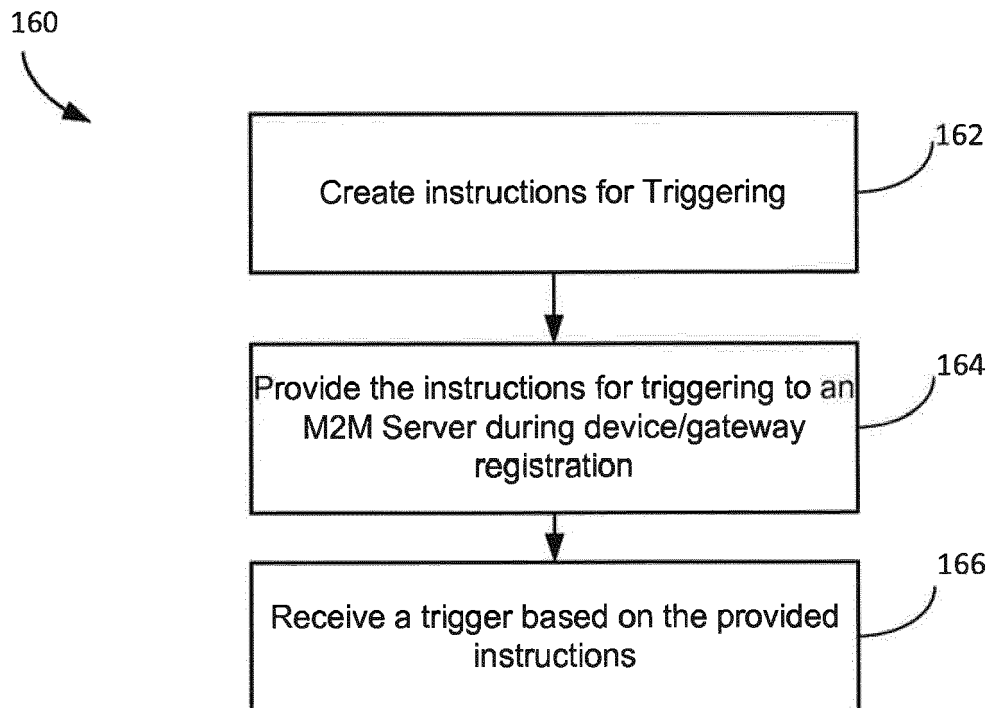 160
162
Create instructions for Triggering
164
Provide the instructions for triggering to an
M2M Server during device/gateway
registration
166
Receive a trigger based on the provided
instructions